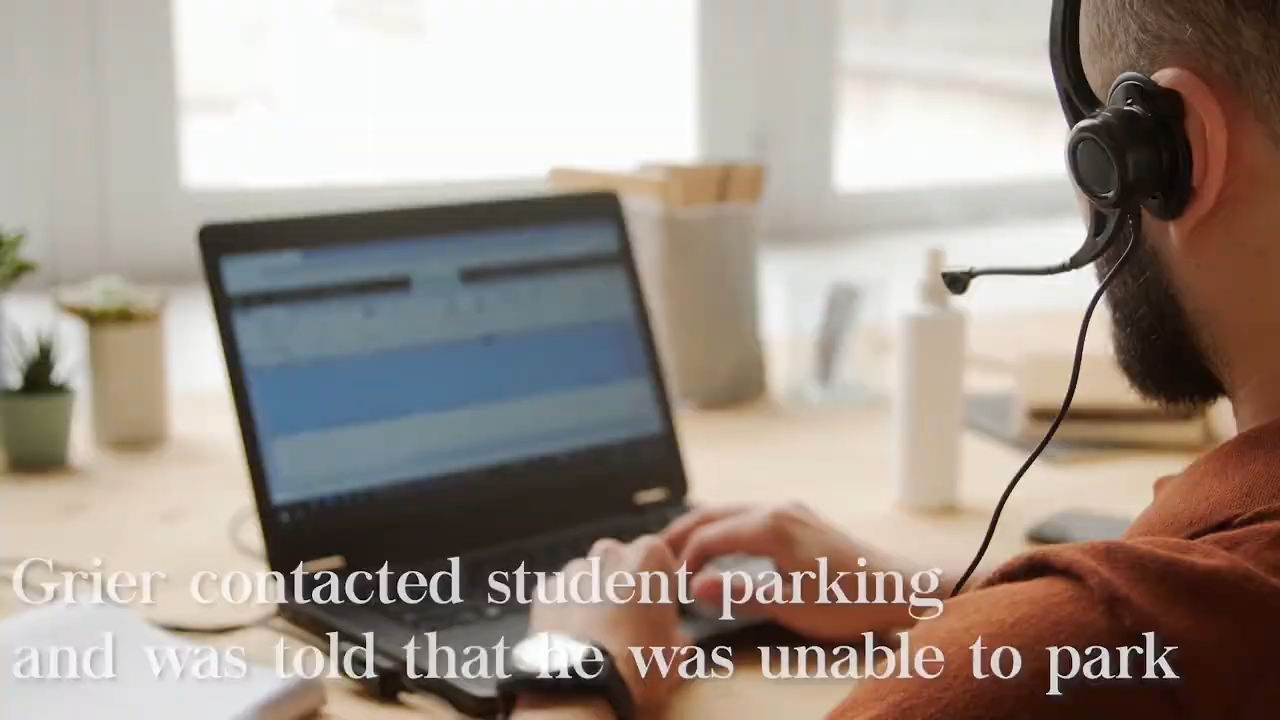 Grier contacted student parking
and was told that he was unable to park